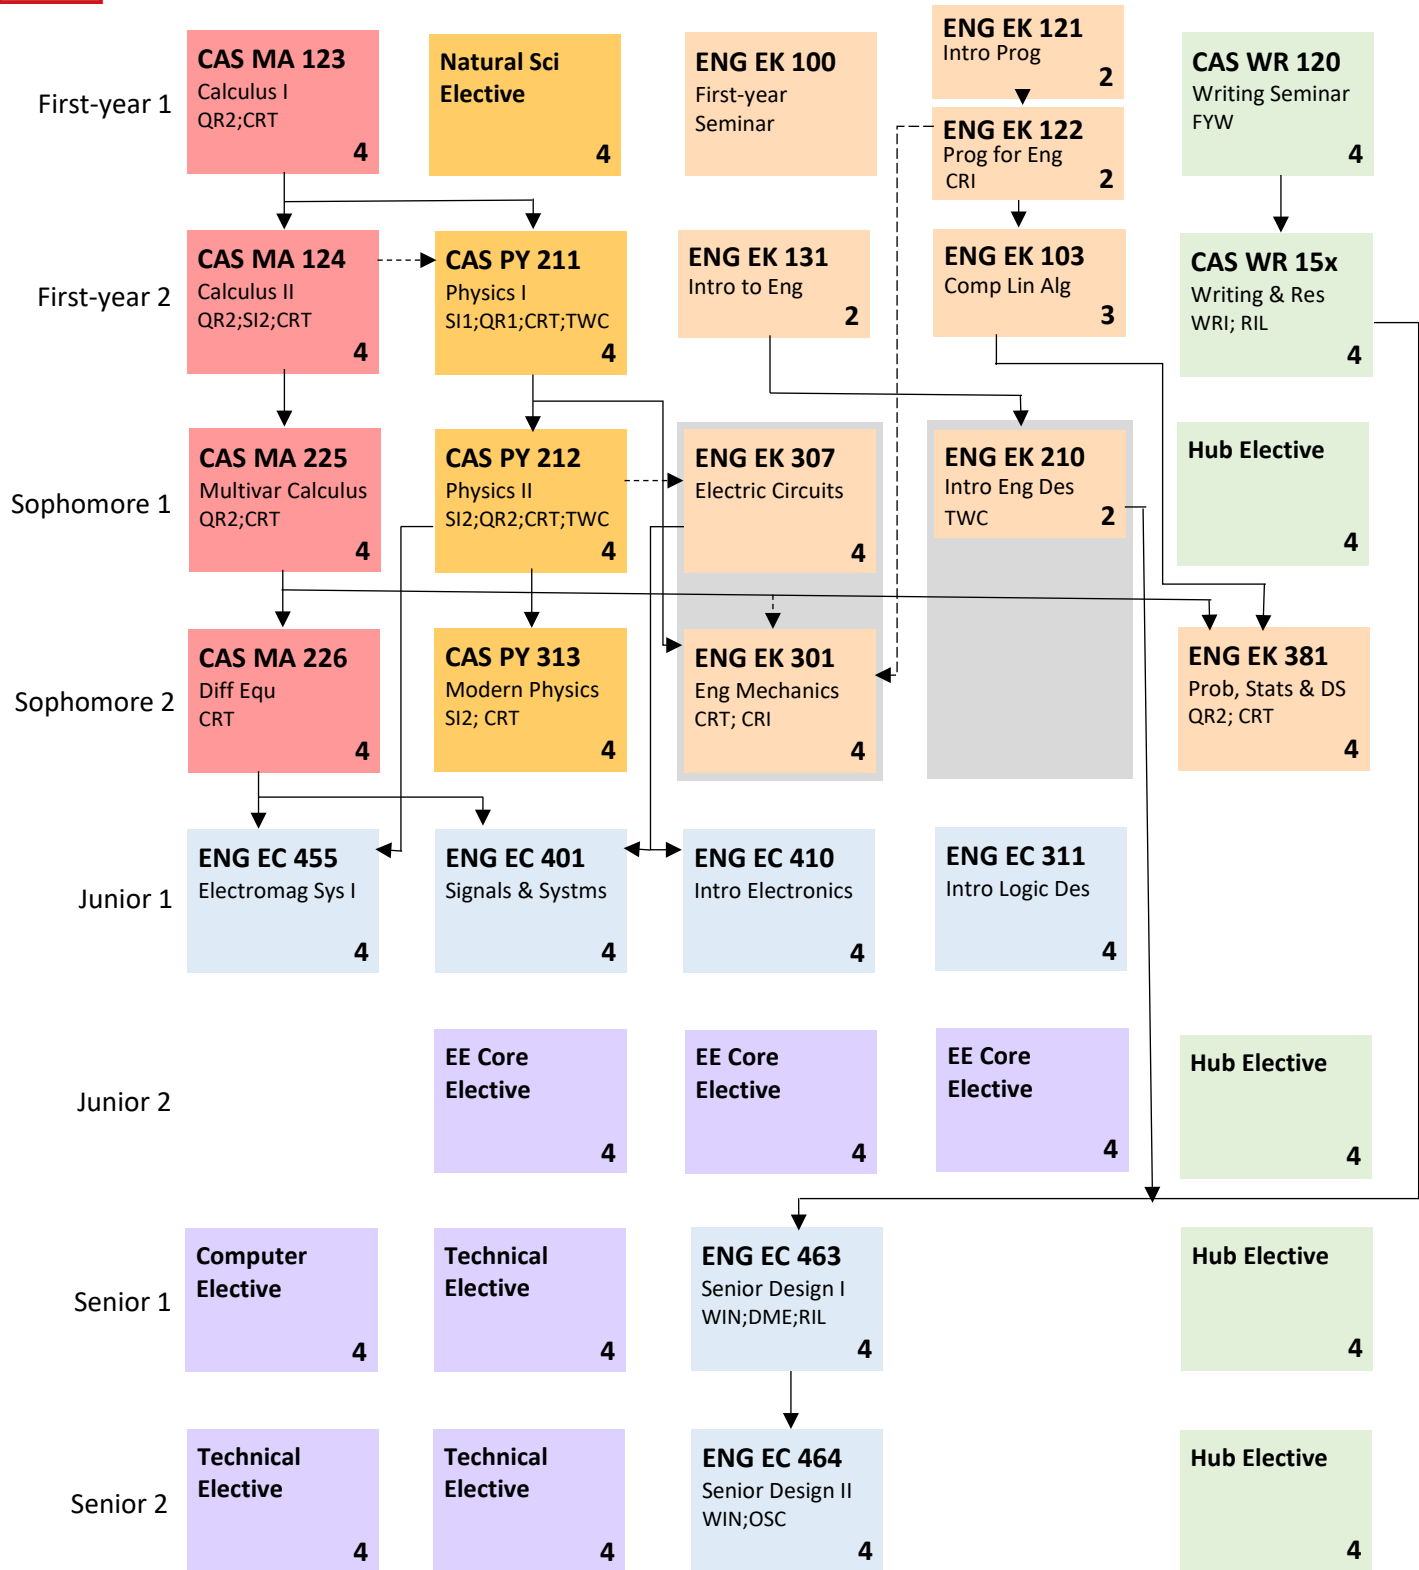 First-year 1
CAS MA 123
Calculus I
QR2;CRT
4
Natural Sci
Elective
4
ENG EK 100
First-year
Seminar
ENG EK 121
Intro Prog
2
ENG EK 122
Prog for Eng
CRI
2
CAS WR 120
Writing Seminar
FYW
4
First-year 2
CAS MA 124
Calculus II
QR2;SI2;CRT
4
CAS PY 211
Physics I
SI1;QR1;CRT;TWC
4
ENG EK 131
Intro to Eng
2
ENG EK 103
Comp Lin Alg
3
CAS WR 15x
Writing & Res
WRI; RIL
4
Sophomore 1
CAS MA 225
Multivar Calculus
QR2;CRT
4
CAS PY 212
Physics II
SI2;QR2;CRT;TWC
4
ENG EK 307
Electric Circuits
4
ENG EK 210
Intro Eng Des
TWC
2
Hub Elective
4
Sophomore 2
CAS MA 226
Diff Equ
CRT
4
CAS PY 313
Modern Physics
SI2; CRT
4
ENG EK 301
Eng Mechanics
CRT; CRI
4
ENG EK 381
Prob, Stats & DS
QR2; CRT
4
Junior 1
ENG EC 455
Electromag Sys I
4
ENG EC 401
Signals & Systms
4
ENG EC 410
Intro Electronics
4
ENG EC 311
Intro Logic Des
4
Junior 2
EE Core
Elective
4
EE Core
Elective
4
EE Core
Elective
4
Hub Elective
4
Senior 1
Computer
Elective
4
Technical
Elective
4
ENG EC 463
Senior Design I
WIN;DME;RIL
4
Hub Elective
4
Senior 2
Technical
Elective
4
Technical
Elective
4
ENG EC 464
Senior Design II
WIN;OSC
4
Hub Elective
4